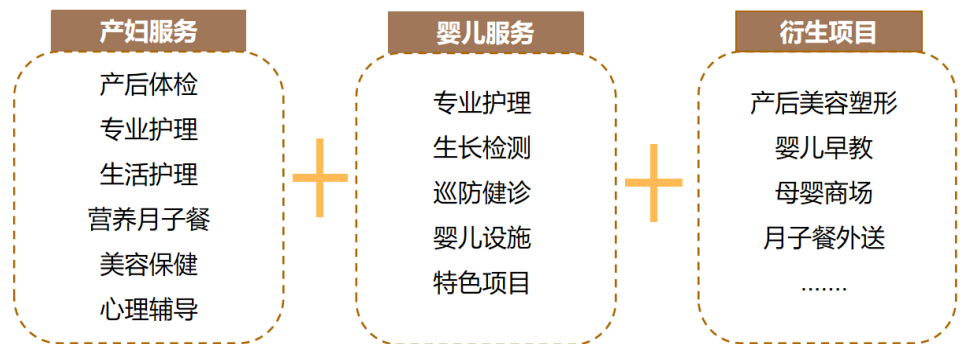 产妇服务
产后体检
专业护理
生活护理
营养月子餐
美容保健
心理辅导
婴儿服务
专业护理
生长检测
巡防健诊
婴儿设施
特色项目
衍生项目
产后美容塑形
婴儿早教
母婴商场
月子餐外送
.......